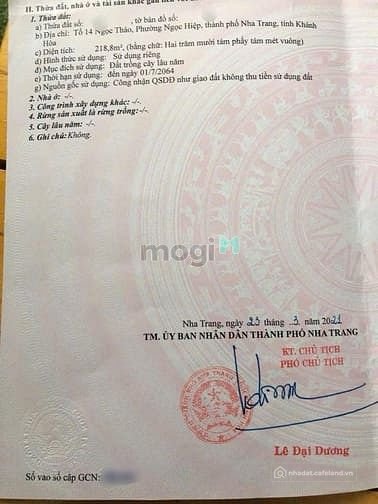 II. Thửa đất, nhà ở và tài sản khác gắn liền với đất
1. Thửa đất:
a) Thửa đất số: , tờ bản đồ số:
b) Địa chỉ: Tổ 14 Ngọc Thảo, Phường Ngọc Hiệp, thành phố Nha Trang, tỉnh Khánh
Hòa
c) Diện tích: 218,8m², (bằng chữ: Hai trăm mười tám phẩy tám mét vuông)
d) Hình thức sử dụng: Sử dụng riêng
đ) Mục đích sử dụng: Đất trồng cây lâu năm
e) Thời hạn sử dụng: đến ngày 01/7/2064
g) Nguồn gốc sử dụng: Công nhận QSDĐ như giao đất không thu tiền sử dụng đất
2. Nhà ở: -/-.
3. Công trình xây dựng khác: -/-.
4. Rừng sản xuất là rừng trồng: -/-.
5. Cây lâu năm: -/-.
6. Ghi chú: Không.
mogi
Nha Trang, ngày 23 tháng 3 năm 2021
TM. ỦY BAN NHÂN DÂN THÀNH PHỐ NHA TRANG
KT. CHỦ TỊCH
PHÓ CHỦ TỊCH
Lê Đại Dương
Số vào sổ cấp GCN:
nhadat.cafeland.vn